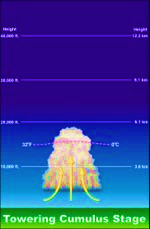 Height Height
40,000 ft. 12.2 km
30,000 ft. 9.1 km
20,000 ft. 6.1 km
32°F 0°C
10,000 ft. 3.0 km
Towering Cumulus Stage